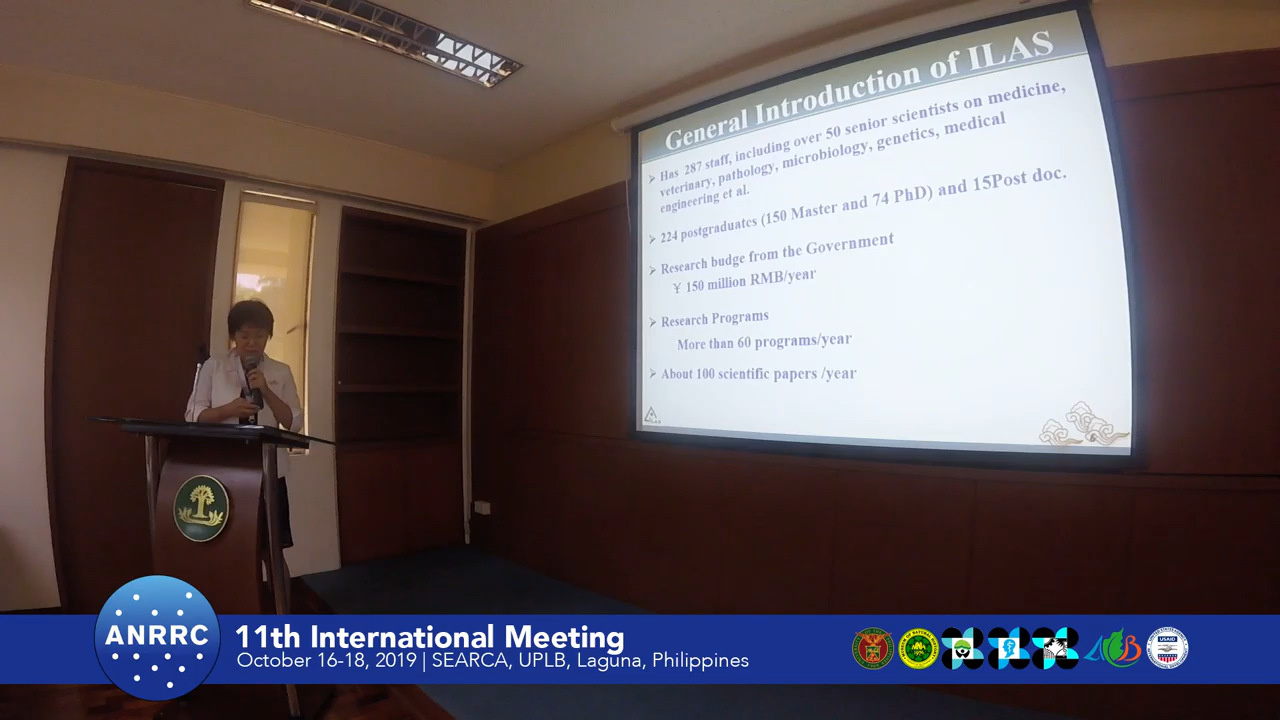 General Introduction of ILAS
➢ Has 287 staff, including over 50 senior scientists on medicine,
veterinary, pathology, microbiology, genetics, medical
engineering et al.
➢ 224 postgraduates (150 Master and 74 PhD) and 15Post doc.
➢ Research budge from the Government
￥ 150 million RMB/year
➢ Research Programs
More than 60 programs/year
➢ About 100 scientific papers /year
ANRRC
11th International Meeting
October 16-18, 2019 | SEARCA, UPLB, Laguna, Philippines
USAID